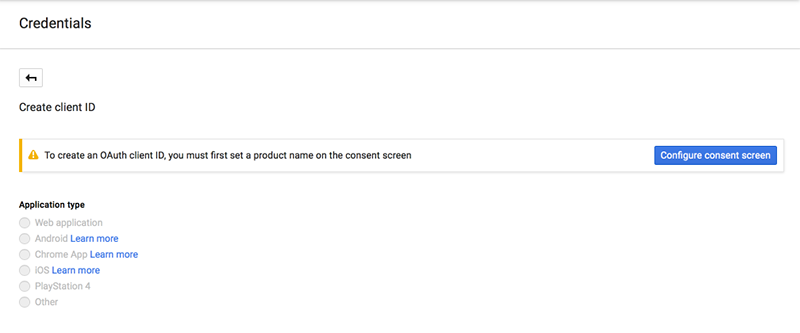 Credentials
Create client ID
To create an OAuth client ID, you must first set a product name on the consent screen
Configure consent screen
Application type
Web application
Android Learn more
Chrome App Learn more
iOS Learn more
PlayStation 4
Other